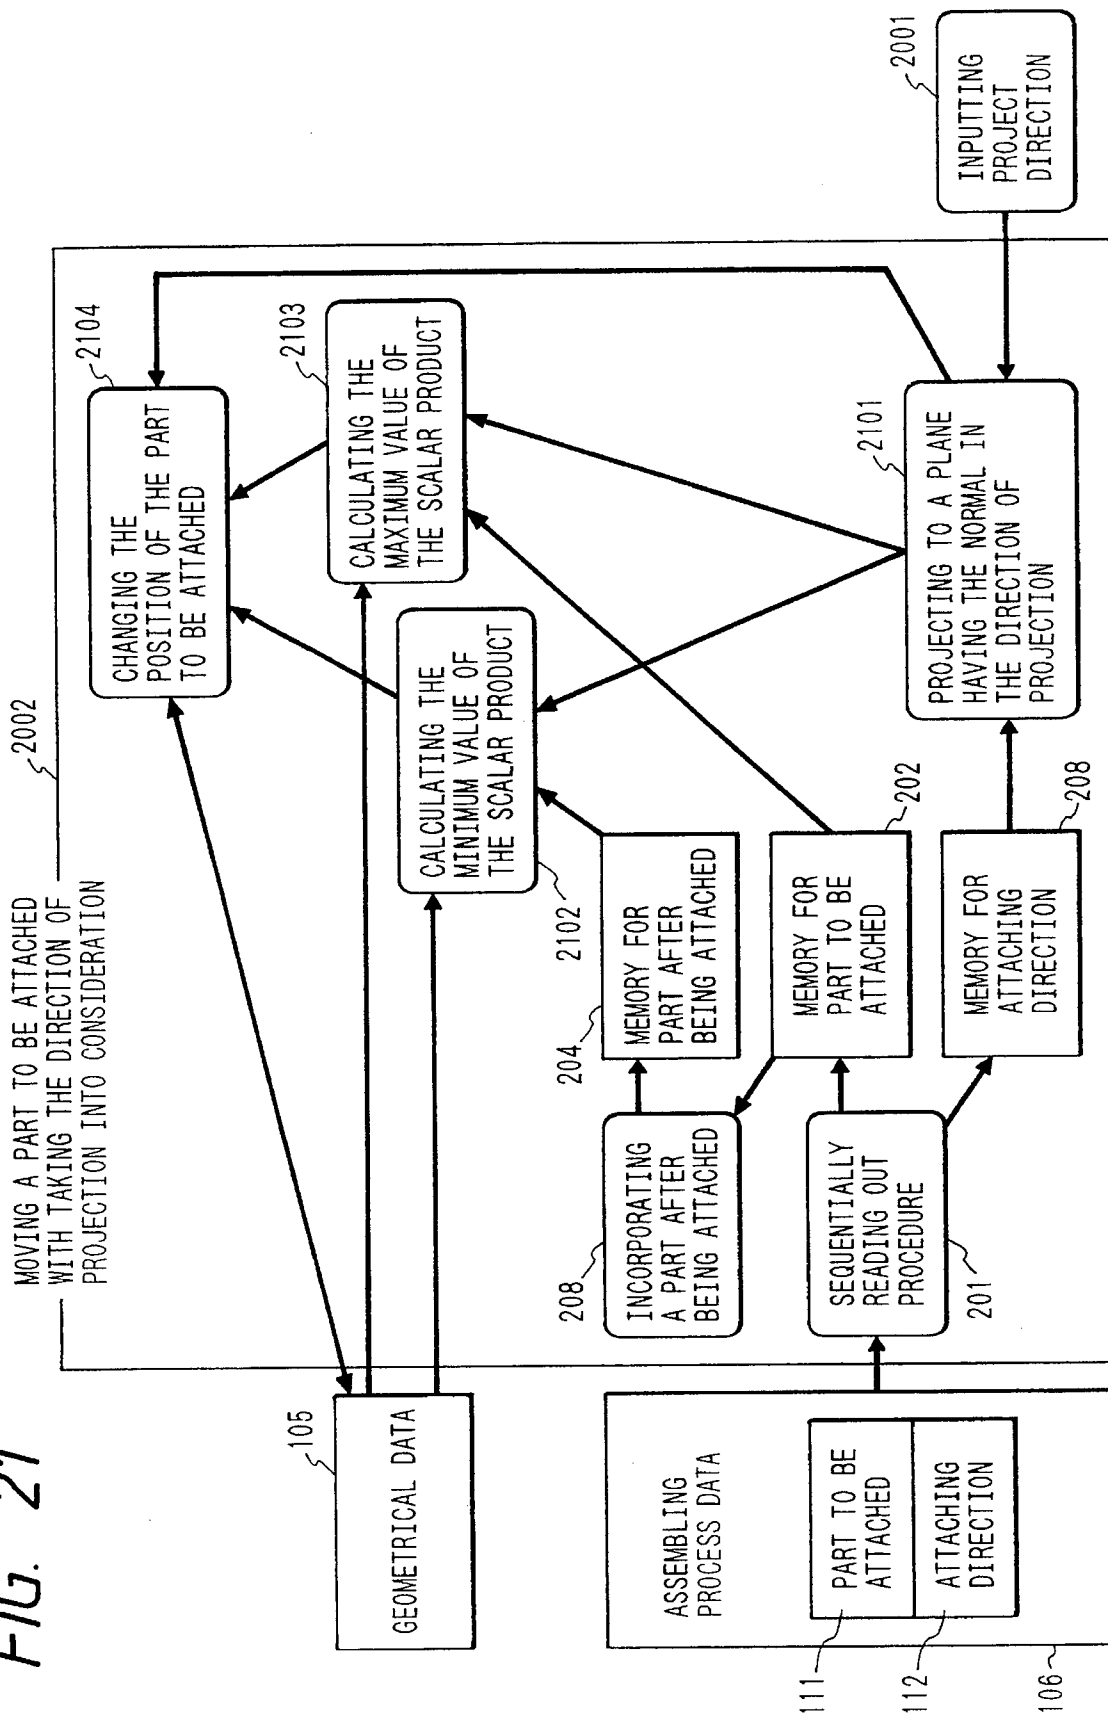 FIG. 21
MOVING A PART TO BE ATTACHED
WITH TAKING THE DIRECTION OF
PROJECTION INTO CONSIDERATION
2002
105
GEOMETRICAL DATA
CHANGING THE
POSITION OF THE PART
TO BE ATTACHED
2104
CALCULATING THE
MAXIMUM VALUE OF
THE SCALAR PRODUCT
2103
CALCULATING THE
MINIMUM VALUE OF
THE SCALAR PRODUCT
2102
ASSEMBLING
PROCESS DATA
111
PART TO BE
ATTACHED
112
ATTACHING
DIRECTION
106
208
INCORPORATING
A PART AFTER
BEING ATTACHED
204
MEMORY FOR
PART AFTER
BEING ATTACHED
SEQUENTIALLY
READING OUT
PROCEDURE
201
MEMORY FOR
PART TO BE
ATTACHED
202
MEMORY FOR
ATTACHING
DIRECTION
208
PROJECTING TO A PLANE
HAVING THE NORMAL IN
THE DIRECTION OF
PROJECTION
2101
INPUTTING
PROJECT
DIRECTION
2001